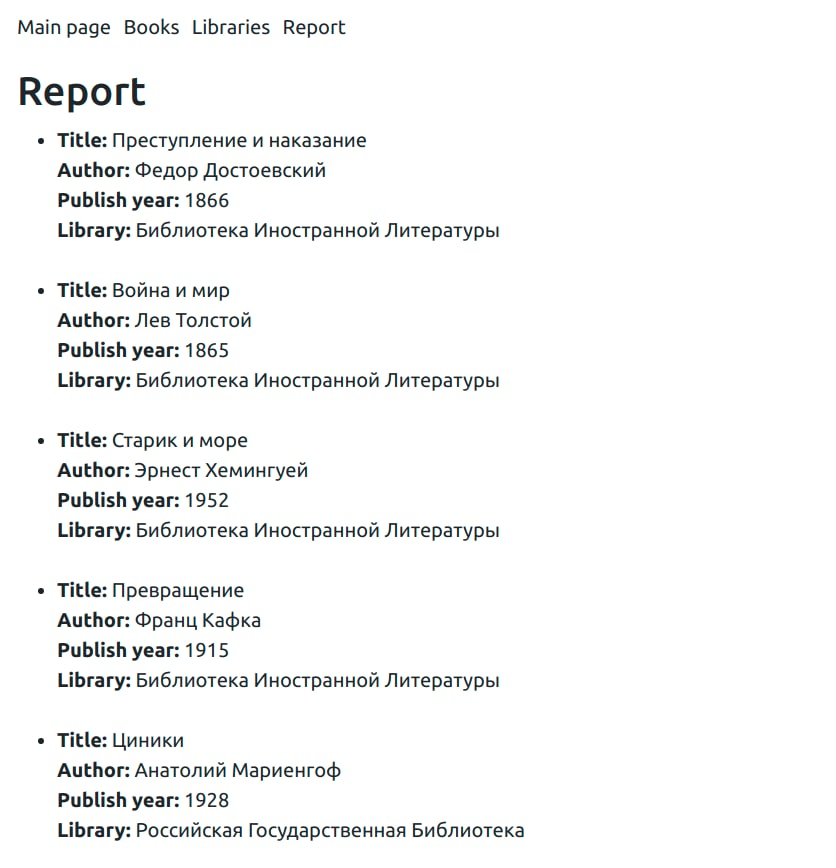 Main page Books Libraries Report
Report
Title: Преступление и наказание
Author: Федор Достоевский
Publish year: 1866
Library: Библиотека Иностранной Литературы
Title: Война и мир
Author: Лев Толстой
Publish year: 1865
Library: Библиотека Иностранной Литературы
Title: Старик и море
Author: Эрнест Хемингуей
Publish year: 1952
Library: Библиотека Иностранной Литературы
Title: Превращение
Author: Франц Кафка
Publish year: 1915
Library: Библиотека Иностранной Литературы
Title: Циники
Author: Анатолий Мариенгоф
Publish year: 1928
Library: Российская Государственная Библиотека